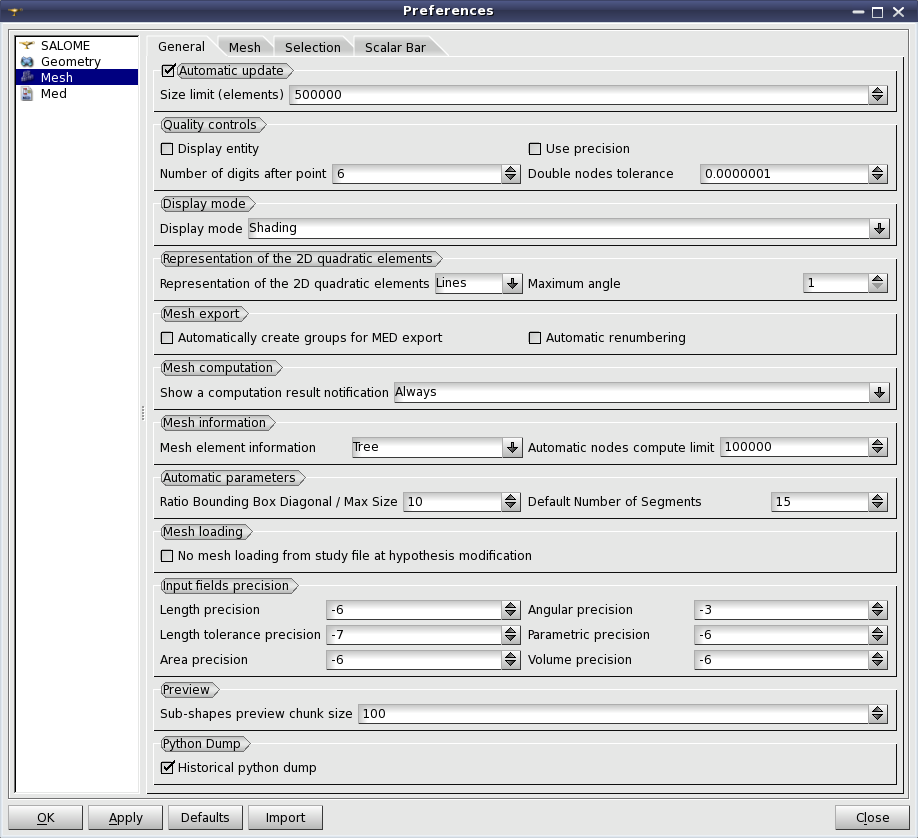 Preferences
SALOME
Geometry
Mesh
Med
General Mesh Selection Scalar Bar
Automatic update
Size limit (elements) 500000
Quality controls
Display entity Use precision
Number of digits after point 6 Double nodes tolerance 0.0000001
Display mode
Display mode Shading
Representation of the 2D quadratic elements
Representation of the 2D quadratic elements Lines Maximum angle 1
Mesh export
Automatically create groups for MED export Automatic renumbering
Mesh computation
Show a computation result notification Always
Mesh information
Mesh element information Tree Automatic nodes compute limit 100000
Automatic parameters
Ratio Bounding Box Diagonal / Max Size 10 Default Number of Segments 15
Mesh loading
No mesh loading from study file at hypothesis modification
Input fields precision
Length precision -6 Angular precision -3
Length tolerance precision -7 Parametric precision -6
Area precision -6 Volume precision -6
Preview
Sub-shapes preview chunk size 100
Python Dump
Historical python dump
OK Apply Defaults Import Close